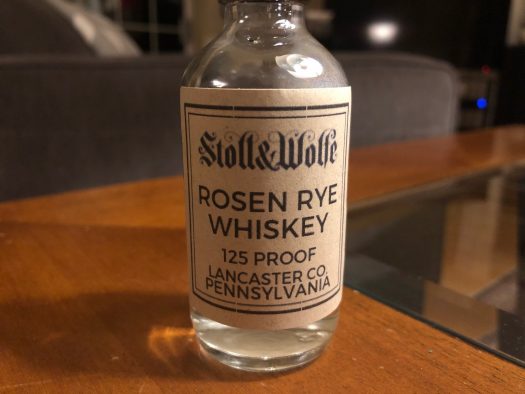 Stoll&Wolfe
ROSEN RYE
WHISKEY
125 PROOF
LANCASTER CO.
PENNSYLVANIA